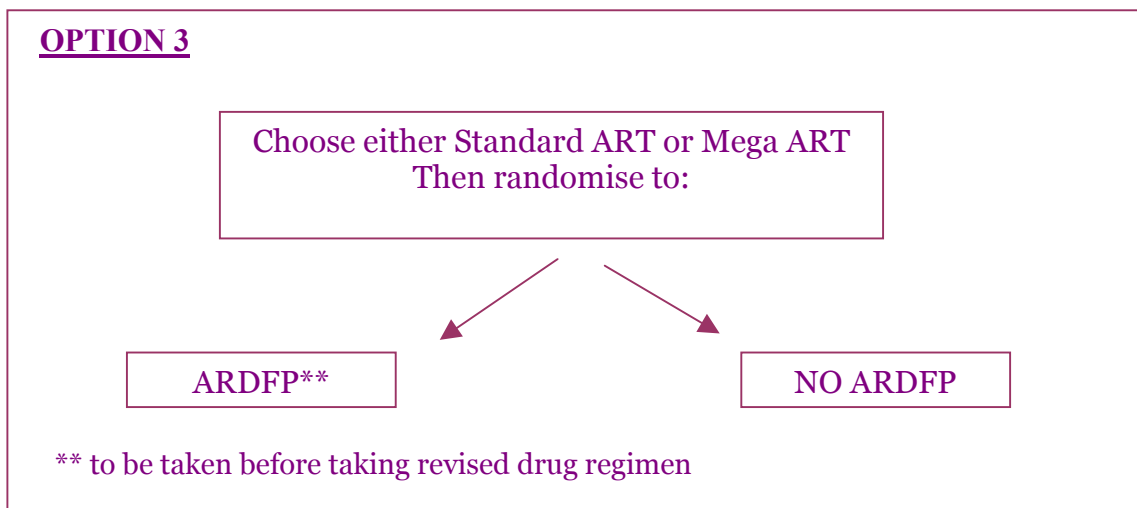 OPTION 3
Choose either Standard ART or Mega ART
Then randomise to:
ARDFP**
NO ARDFP
** to be taken before taking revised drug regimen